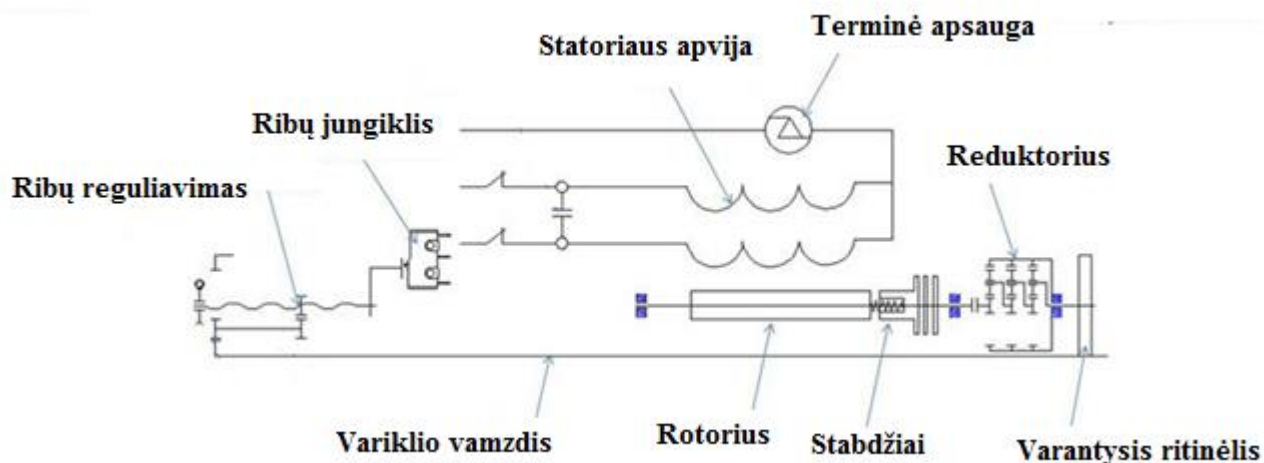 Terminė apsauga
Statoriaus apvija
Ribų jungiklis
Reduktorius
Ribų reguliavimas
Variklio vamzdis
Rotorius
Stabdžiai
Varantysis ritinėlis